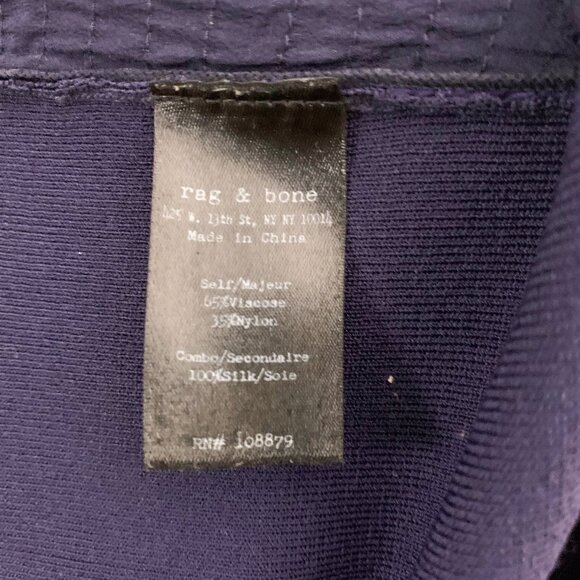 rag & bone
425 W. 13th St, NY NY 10014
Made in China
Self/Majeur
65%Viscose
35%Nylon
Combo/Secondaire
100%Silk/Soie
RN# 108879